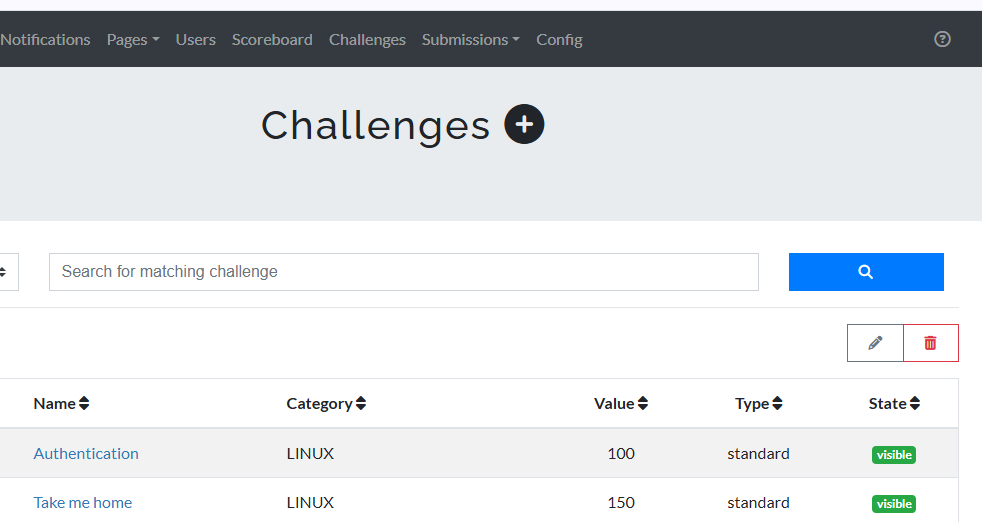 Notifications Pages Users Scoreboard Challenges Submissions Config
Challenges
Search for matching challenge
Name Category Value Type State
Authentication LINUX 100 standard visible
Take me home LINUX 150 standard visible